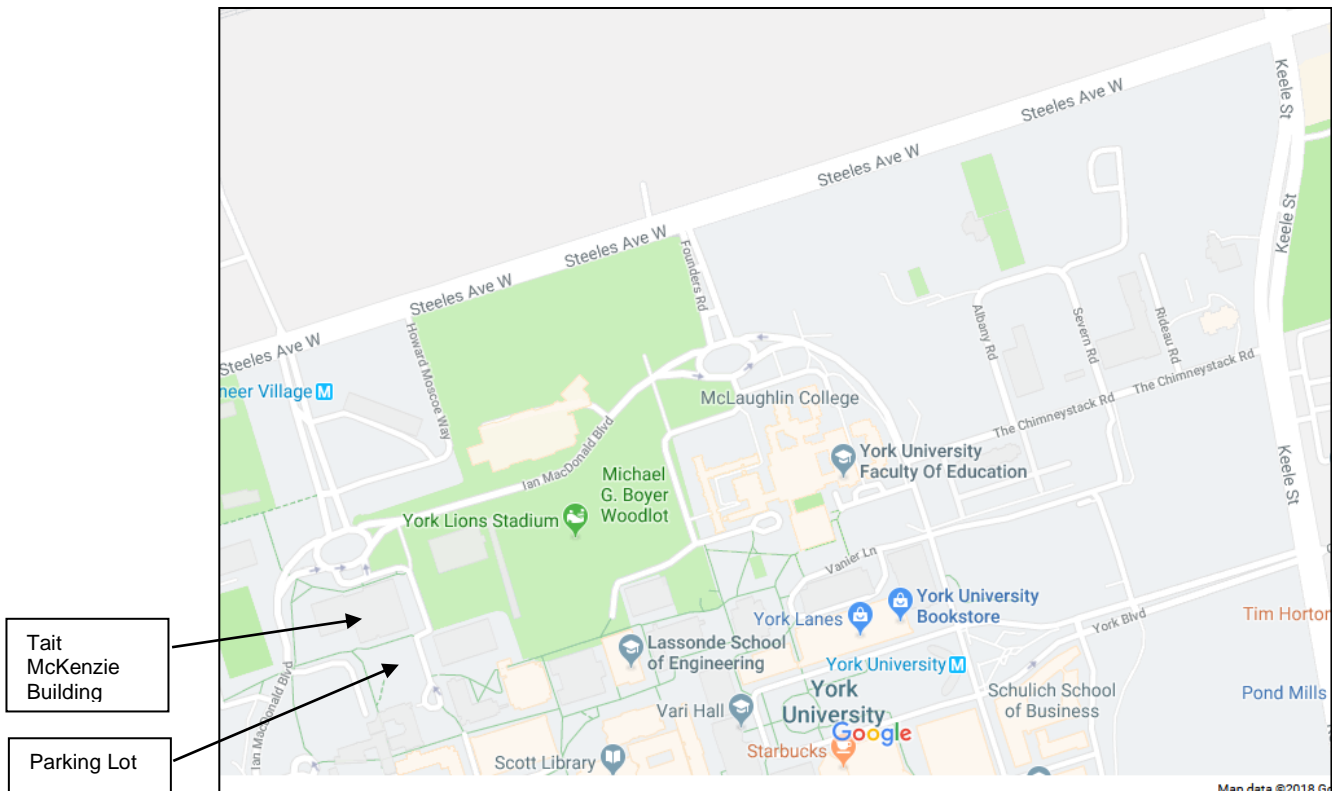 Keele St
Steeles Ave W
Steeles Ave W
Keele St
Steeles Ave W
Founders Rd
Steeles Ave W
Albany Rd
Severn Rd
Rideau Rd
Steeles Ave W
Howard Moscoe Way
The Chimneystack Rd
neer Village M
McLaughlin College
The Chimneystack Rd
York University
Faculty Of Education
Keele St
Ian MacDonald Blvd
Michael
G. Boyer
Woodlot
York Lions Stadium
Vanier Ln
York University
Bookstore
York Lanes
York Blvd
Tim Horton
Tait
McKenzie
Building
Lassonde School
of Engineering
York University M
Ian MacDonald Blvd
Schulich School
of Business
Pond Mills
York
University
Vari Hall
Google
Parking Lot
Scott Library
Starbucks
Map data ©2018 Go